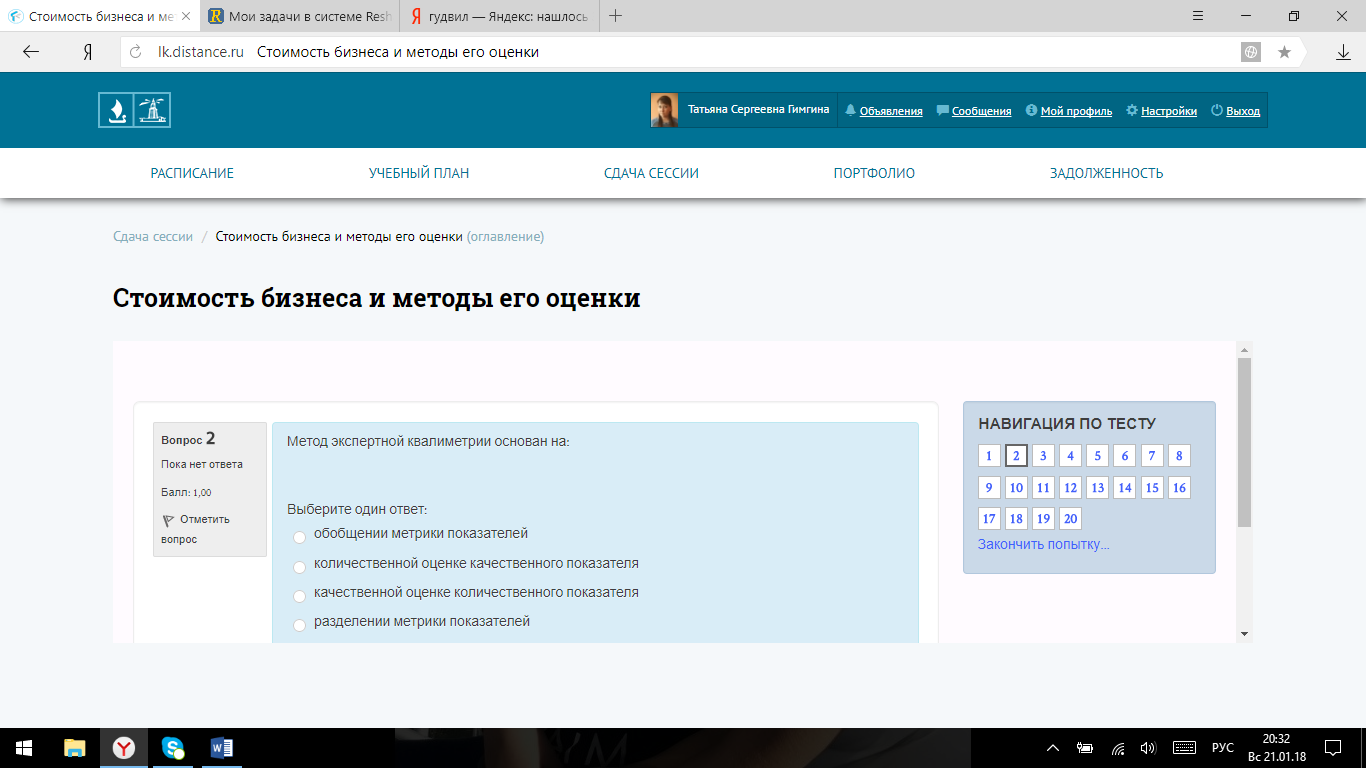 Стоимость бизнеса и ме
Мои задачи в системе Resh
гудвил — Яндекс: нашлось
lk.distance.ru Стоимость бизнеса и методы его оценки
Татьяна Сергеевна Гимгина Объявления Сообщения Мой профиль Настройки Выход
РАСПИСАНИЕ УЧЕБНЫЙ ПЛАН СДАЧА СЕССИИ ПОРТФОЛИО ЗАДОЛЖЕННОСТЬ
Сдача сессии / Стоимость бизнеса и методы его оценки (оглавление)
Стоимость бизнеса и методы его оценки
Вопрос 2
Пока нет ответа
Балл: 1,00
Отметить
вопрос
Метод экспертной квалиметрии основан на:
Выберите один ответ:
обобщении метрики показателей
количественной оценке качественного показателя
качественной оценке количественного показателя
разделении метрики показателей
НАВИГАЦИЯ ПО ТЕСТУ
1 2 3 4 5 6 7 8
9 10 11 12 13 14 15 16
17 18 19 20
Закончить попытку...
РУС
20:32
Вс 21.01.18